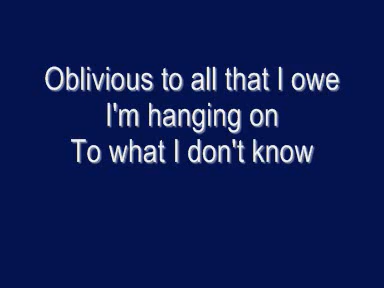 Oblivious to all that I owe
I'm hanging on
To what I don't know